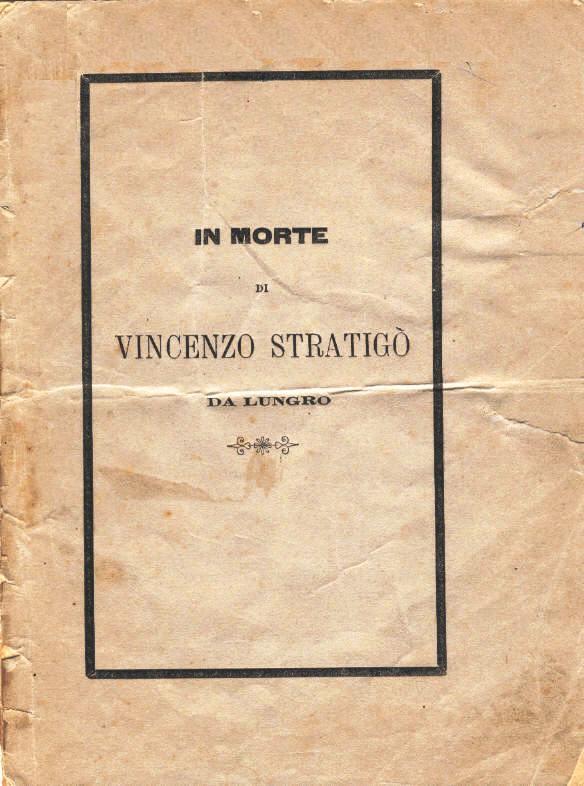 IN MORTE
DI
VINCENZO STRATIGÒ
DA LUNGRO